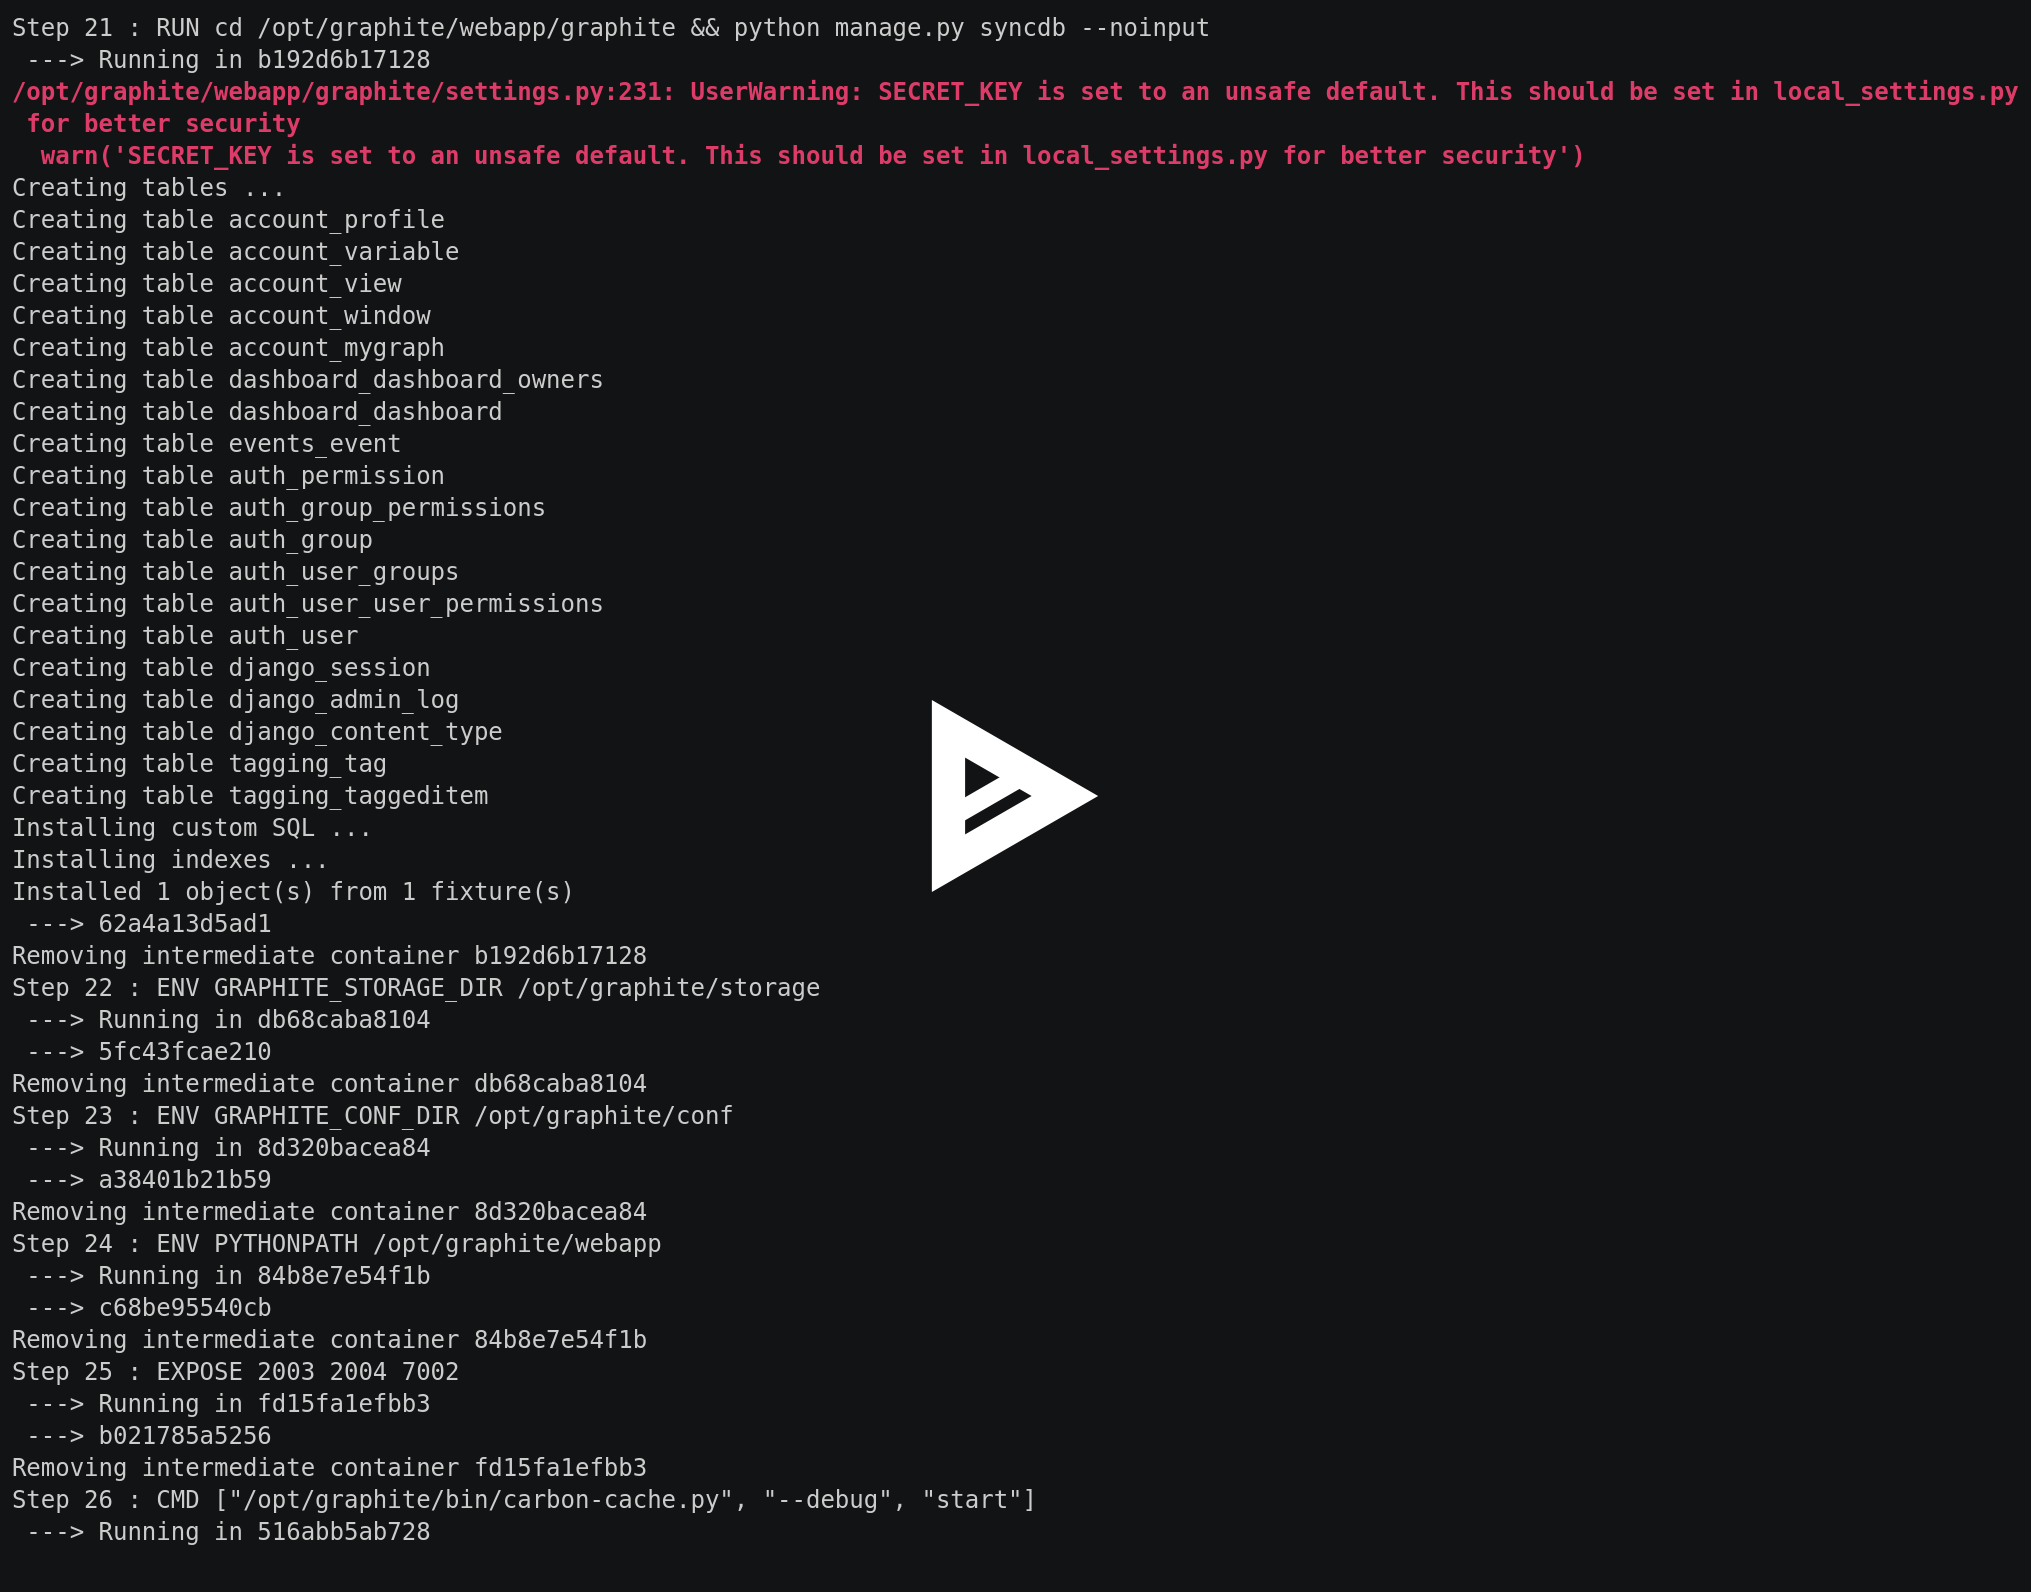 Step 21 : RUN cd /opt/graphite/webapp/graphite && python manage.py syncdb --noinput
 ---> Running in b192d6b17128
/opt/graphite/webapp/graphite/settings.py:231: UserWarning: SECRET_KEY is set to an unsafe default. This should be set in local_settings.py
 for better security
  warn('SECRET_KEY is set to an unsafe default. This should be set in local_settings.py for better security')
Creating tables ...
Creating table account_profile
Creating table account_variable
Creating table account_view
Creating table account_window
Creating table account_mygraph
Creating table dashboard_dashboard_owners
Creating table dashboard_dashboard
Creating table events_event
Creating table auth_permission
Creating table auth_group_permissions
Creating table auth_group
Creating table auth_user_groups
Creating table auth_user_user_permissions
Creating table auth_user
Creating table django_session
Creating table django_admin_log
Creating table django_content_type
Creating table tagging_tag
Creating table tagging_taggeditem
Installing custom SQL ...
Installing indexes ...
Installed 1 object(s) from 1 fixture(s)
 ---> 62a4a13d5ad1
Removing intermediate container b192d6b17128
Step 22 : ENV GRAPHITE_STORAGE_DIR /opt/graphite/storage
 ---> Running in db68caba8104
 ---> 5fc43fcae210
Removing intermediate container db68caba8104
Step 23 : ENV GRAPHITE_CONF_DIR /opt/graphite/conf
 ---> Running in 8d320bacea84
 ---> a38401b21b59
Removing intermediate container 8d320bacea84
Step 24 : ENV PYTHONPATH /opt/graphite/webapp
 ---> Running in 84b8e7e54f1b
 ---> c68be95540cb
Removing intermediate container 84b8e7e54f1b
Step 25 : EXPOSE 2003 2004 7002
 ---> Running in fd15fa1efbb3
 ---> b021785a5256
Removing intermediate container fd15fa1efbb3
Step 26 : CMD ["/opt/graphite/bin/carbon-cache.py", "--debug", "start"]
 ---> Running in 516abb5ab728